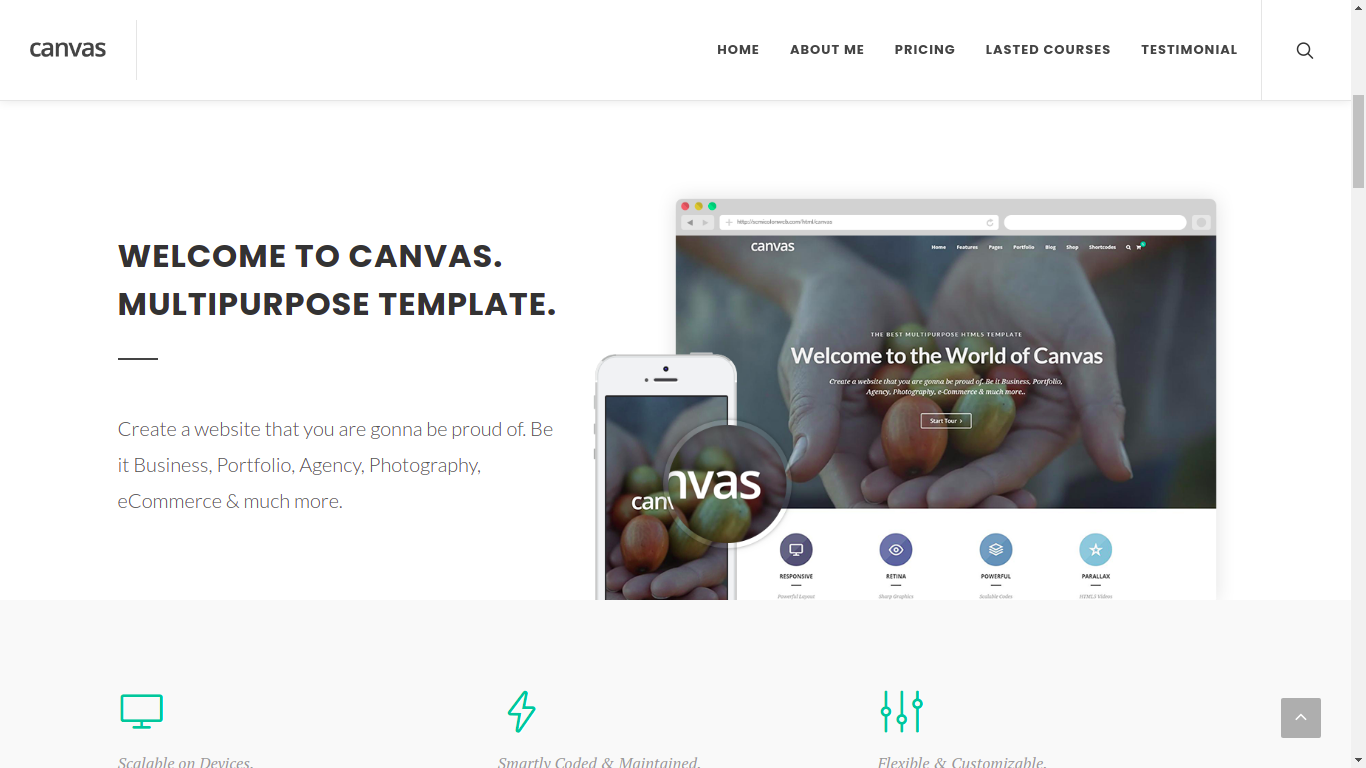 canvas
HOME ABOUT ME PRICING LASTED COURSES TESTIMONIAL
WELCOME TO CANVAS.
MULTIPURPOSE TEMPLATE.
Create a website that you are gonna be proud of. Be
it Business, Portfolio, Agency, Photography,
eCommerce & much more.
http://semicolonweb.com/html/canvas
canvas
Home Features Pages Portfolio Blog Shop Shortcodes
THE BEST MULTIPURPOSE HTML5 TEMPLATE
Welcome to the World of Canvas
Create a website that you are gonna be proud of. Be it Business, Portfolio,
Agency, Photography, e-Commerce & much more..
Start Tour
can
nvas
RESPONSIVE RETINA POWERFUL PARALLAX
Powerful Layout Sharp Graphics Scalable Codes HTML5 Videos
Scalable on Devices. Smartly Coded & Maintained. Flexible & Customizable.